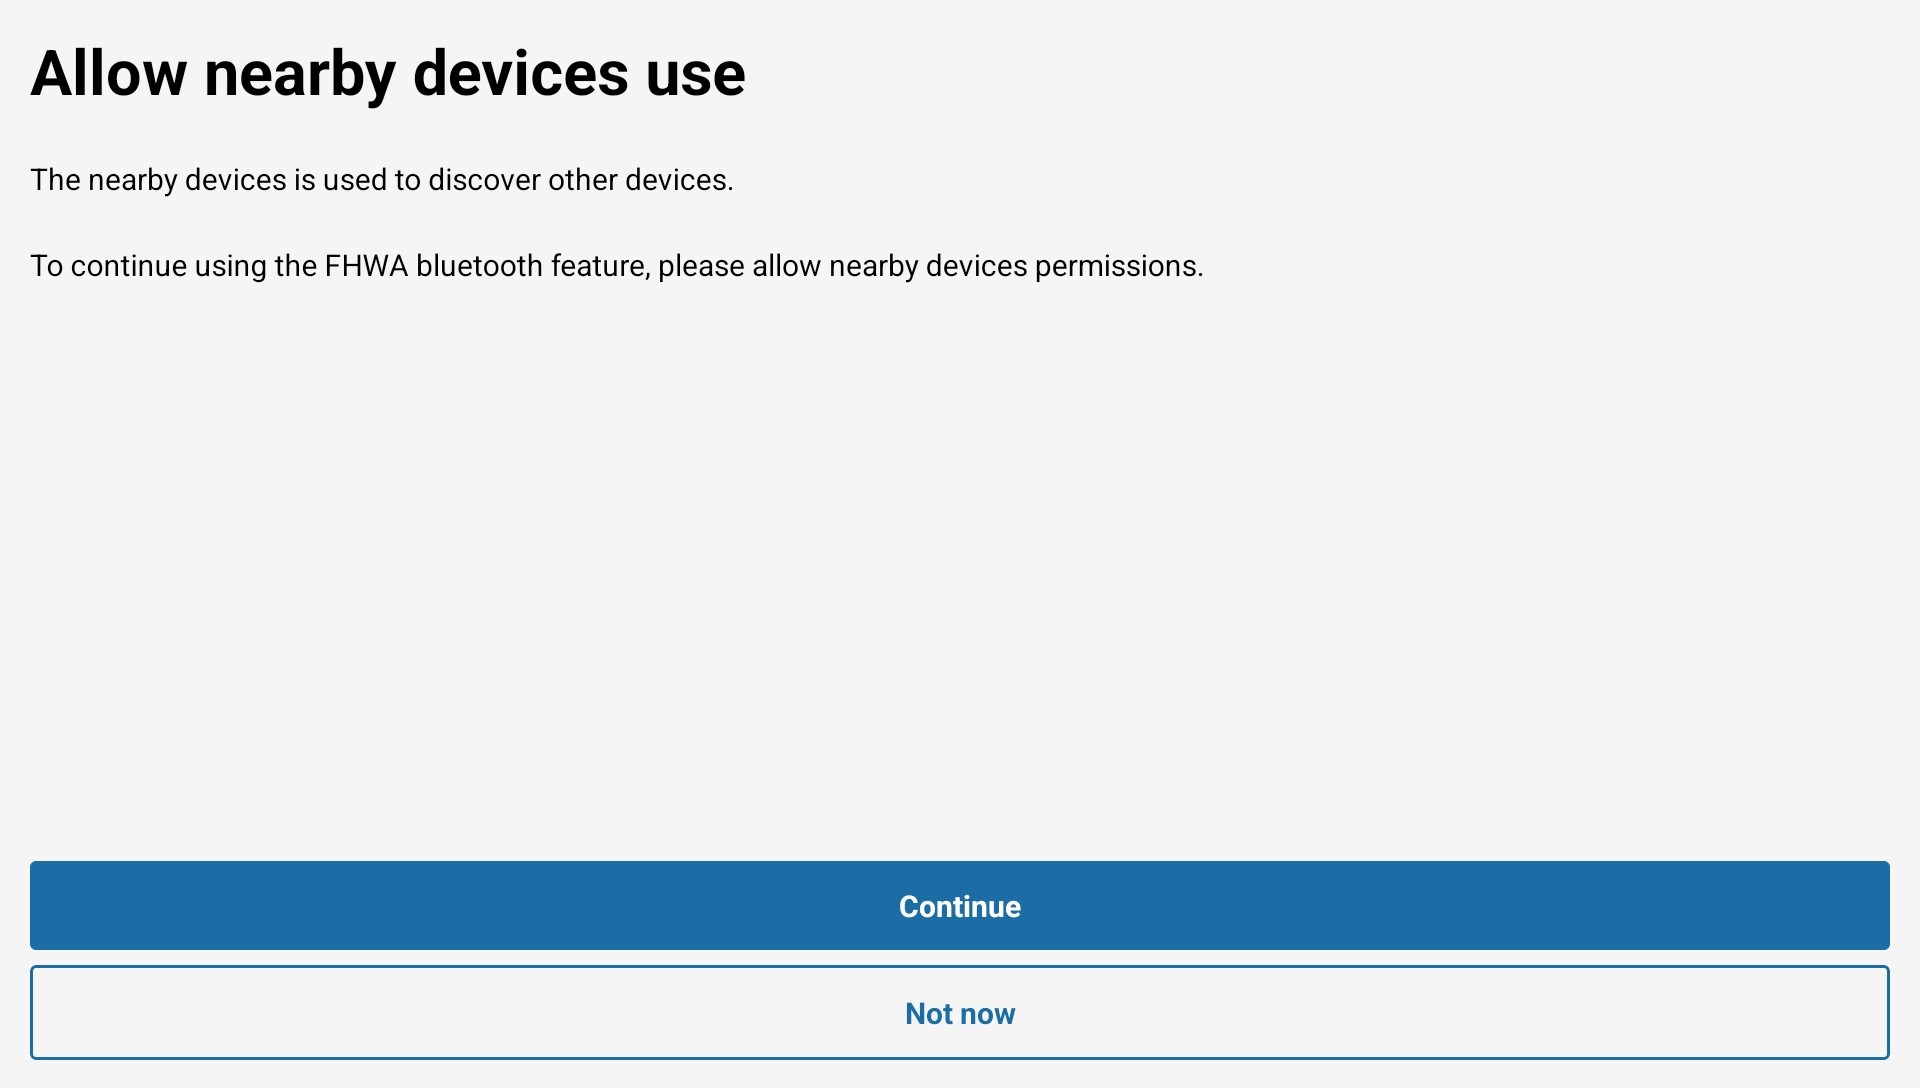 Allow nearby devices use
The nearby devices is used to discover other devices.
To continue using the FHWA bluetooth feature, please allow nearby devices permissions.
Continue
Not now